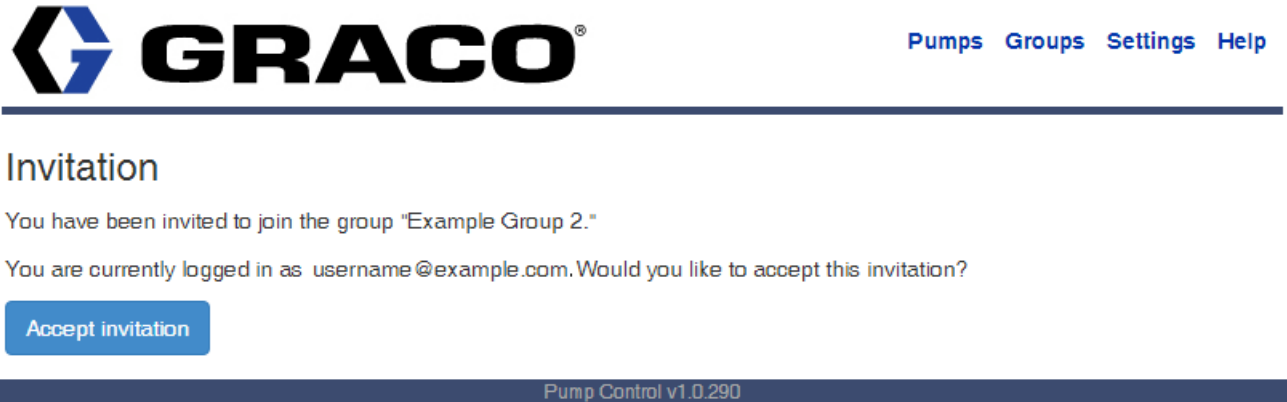 GRACO®
Pumps Groups Settings Help
Invitation
You have been invited to join the group "Example Group 2."
You are currently logged in as username@example.com. Would you like to accept this invitation?
Accept invitation
Pump Control v1.0.290